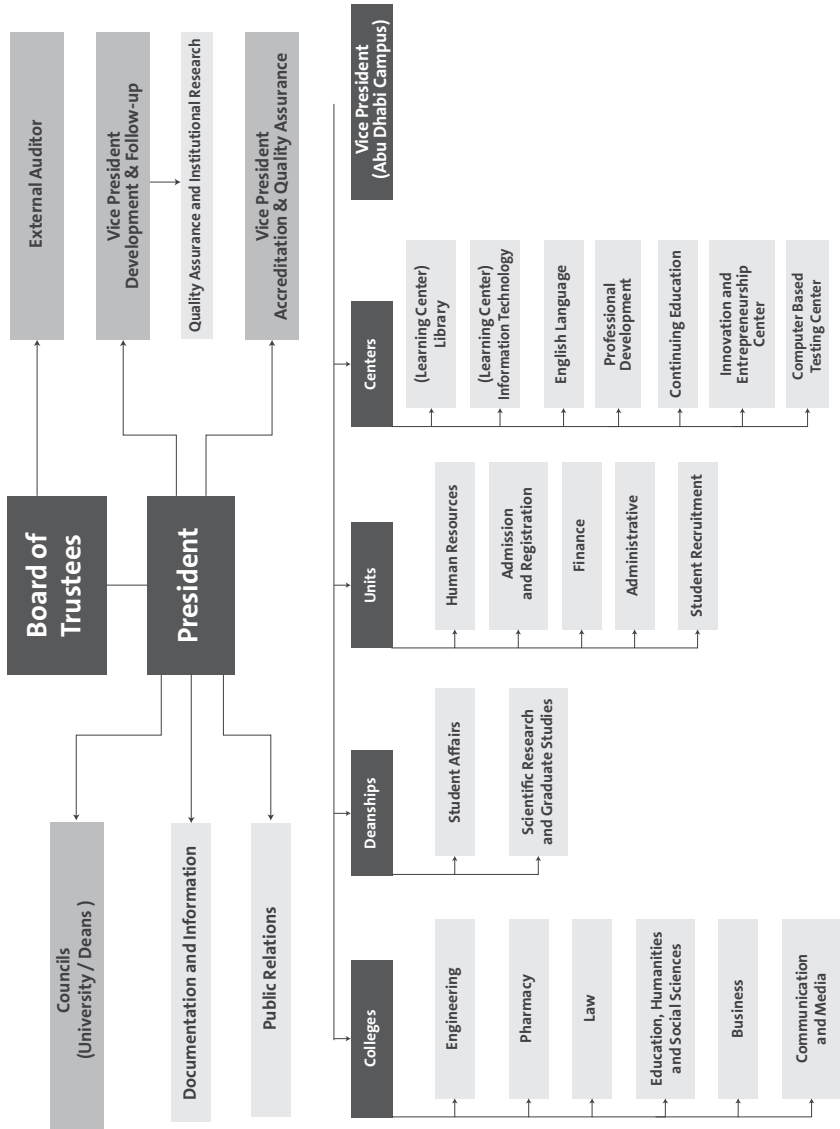 Board of
Trustees
External Auditor
President
Councils
(University / Deans )
Documentation and Information
Public Relations
Vice President
Development & Follow-up
Quality Assurance and Institutional Research
Vice President
Accreditation & Quality Assurance
Colleges
Engineering
Pharmacy
Law
Education, Humanities
and Social Sciences
Business
Communication
and Media
Deanships
Student Affairs
Scientific Research
and Graduate Studies
Units
Human Resources
Admission
and Registration
Finance
Administrative
Student Recruitment
Centers
(Learning Center)
Library
(Learning Center)
Information Technology
English Language
Professional
Development
Continuing Education
Innovation and
Entrepreneurship
Center
Computer Based
Testing Center
Vice President
(Abu Dhabi Campus)